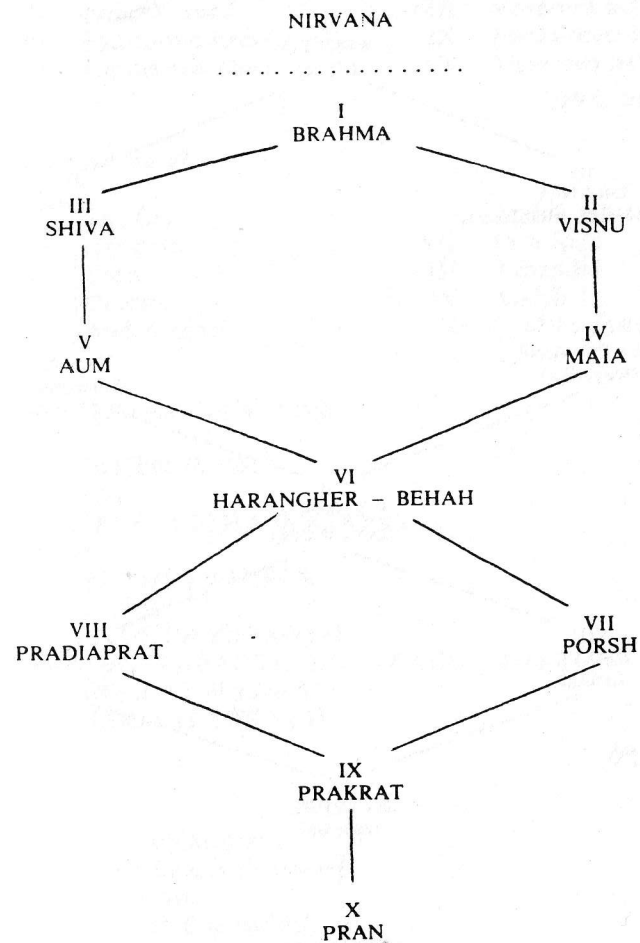 NIRVANA
....................
I
BRAHMA
III
SHIVA
II
VISNU
V
AUM
IV
MAIA
VI
HARANGHER – BEHAH
VIII
PRADIAPRAT
VII
PORSH
IX
PRAKRAT
X
PRAN